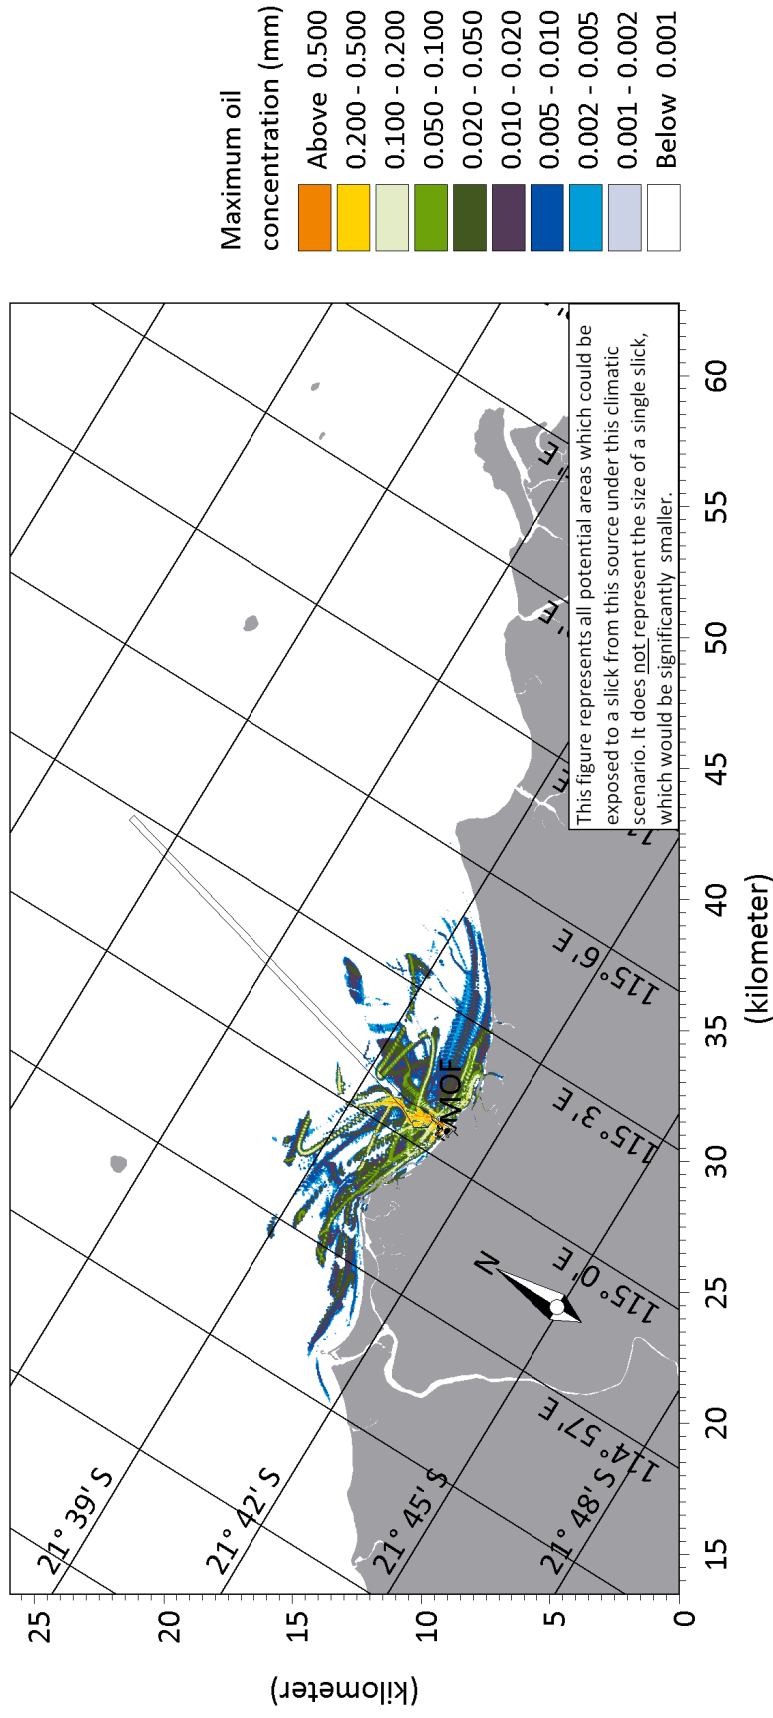 Maximum oil
concentration (mm)
Above 0.500
0.200 - 0.500
0.100 - 0.200
0.050 - 0.100
0.020 - 0.050
0.010 - 0.020
0.005 - 0.010
0.002 - 0.005
0.001 - 0.002
Below 0.001
25
20
15
10
5
0
(kilometer)
21° 39' S
21° 42' S
21° 45' S
21° 48' S
114° 57' E
115° 0' E
115° 3' E
115° 6' E
N
MOF
This figure represents all potential areas which could be
exposed to a slick from this source under this climatic
scenario. It does not represent the size of a single slick,
which would be significantly smaller.
15
20
25
30
35
40
45
50
55
60
(kilometer)